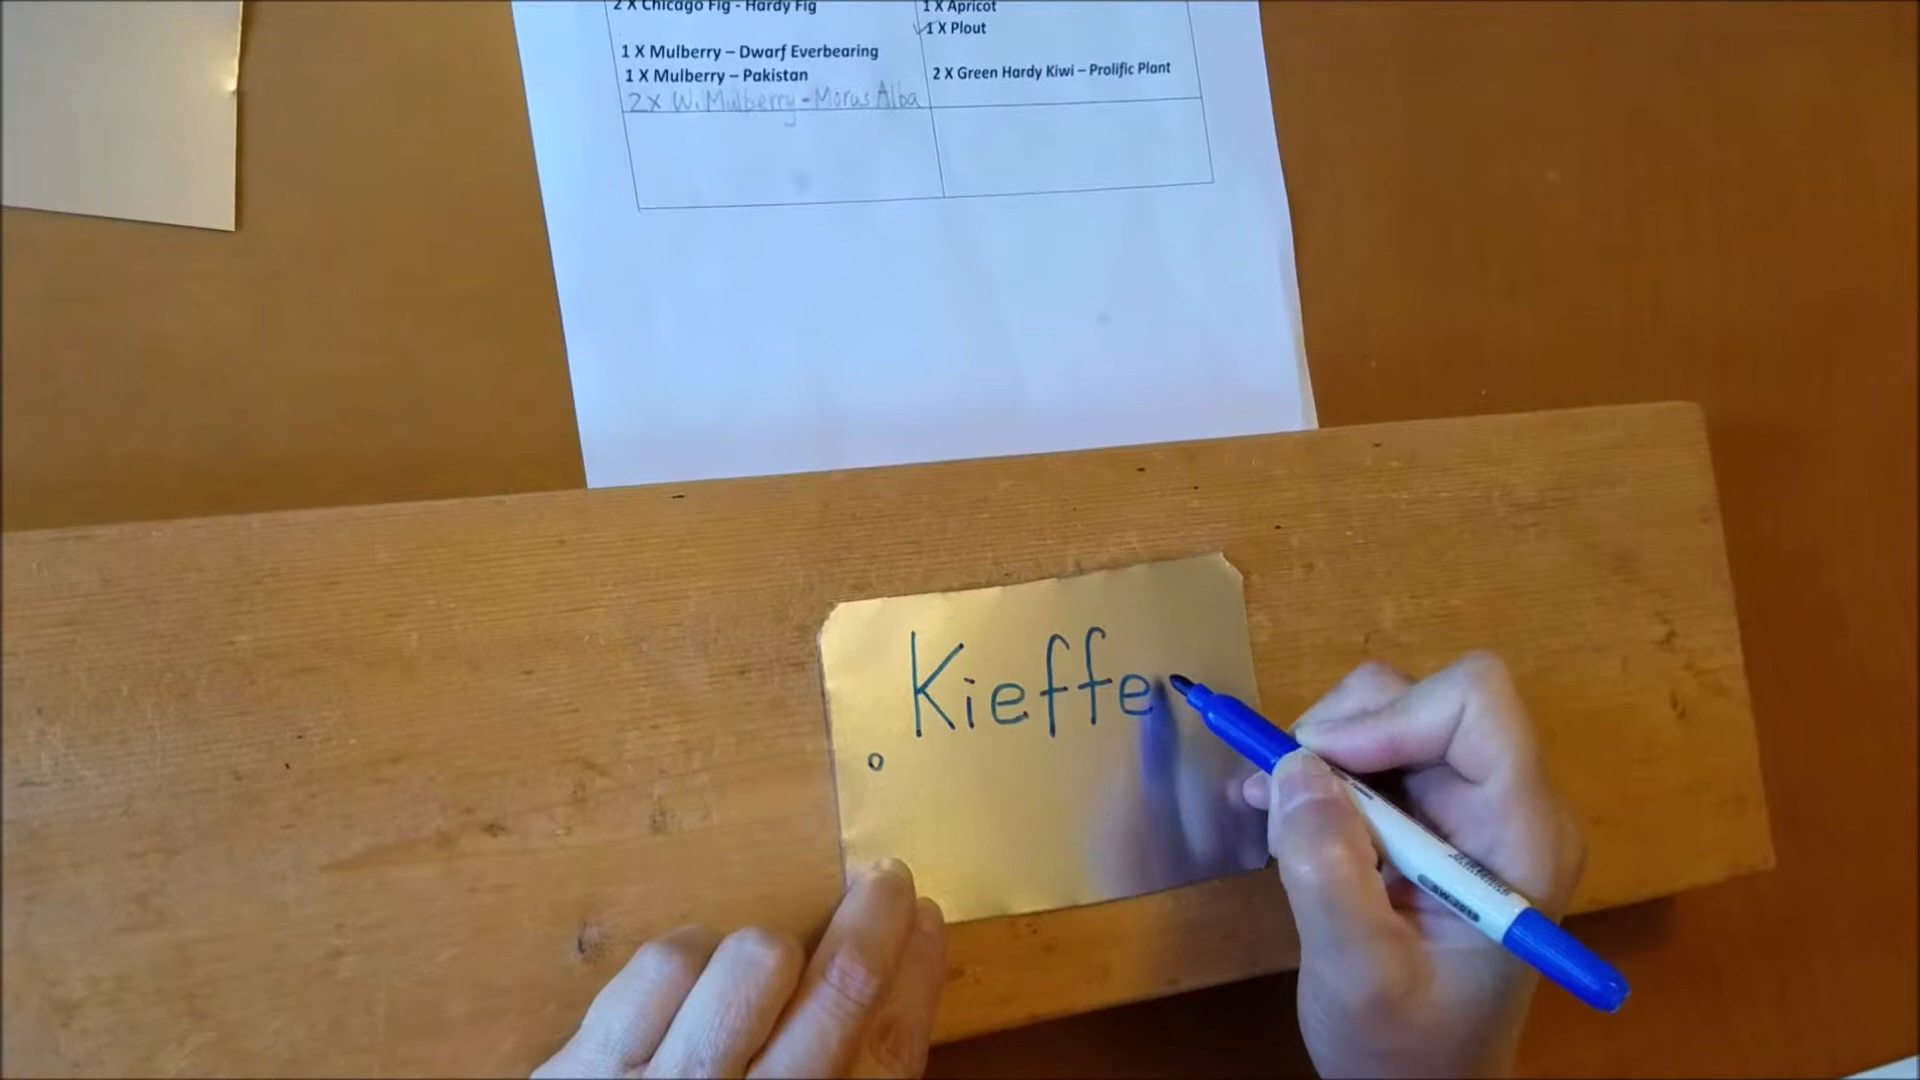 2 X Chicago Fig - Hardy Fig
1 X Mulberry – Dwarf Everbearing
1 X Mulberry – Pakistan
2 X W. Mulberry - Morus Alba
1 X Apricot
1 X Plout
2 X Green Hardy Kiwi – Prolific Plant
Kieffe